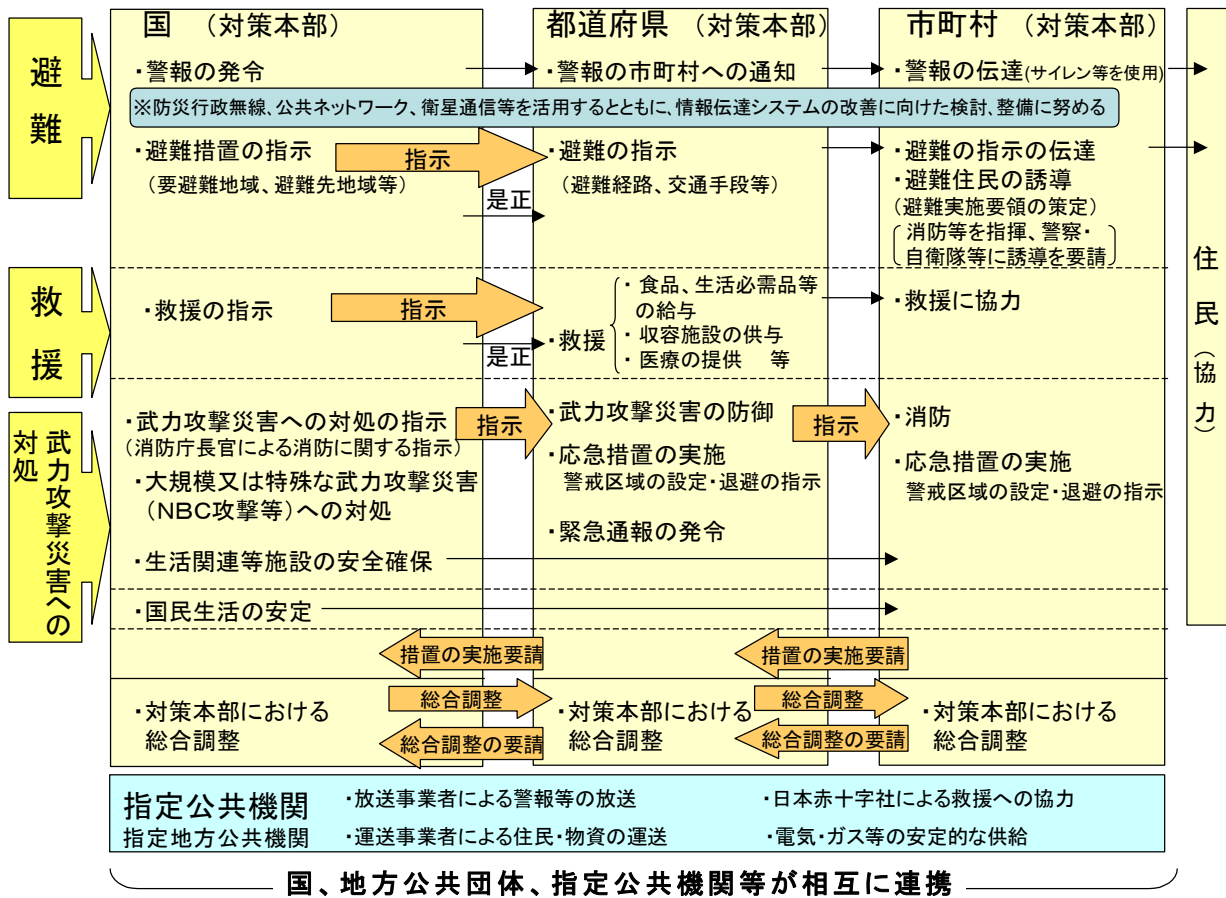 国 （対策本部）
都道府県 （対策本部）
市町村 （対策本部）
避難
・警報の発令
・警報の市町村への通知
・警報の伝達(サイレン等を使用)
※防災行政無線、公共ネットワーク、衛星通信等を活用するとともに、情報伝達システムの改善に向けた検討、整備に努める
・避難措置の指示
（要避難地域、避難先地域等）
指示
是正
・避難の指示
（避難経路、交通手段等）
・避難の指示の伝達
・避難住民の誘導
（避難実施要領の策定）
消防等を指揮、警察・
自衛隊等に誘導を要請
救援
・救援の指示
指示
是正
・救援
・食品、生活必需品等
の給与
・収容施設の供与
・医療の提供 等
・救援に協力
武力攻撃災害への
対処
・武力攻撃災害への対処の指示
（消防庁長官による消防に関する指示）
・大規模又は特殊な武力攻撃災害
（NBC攻撃等）への対処
指示
・武力攻撃災害の防御
・応急措置の実施
警戒区域の設定・退避の指示
・緊急通報の発令
指示
・消防
・応急措置の実施
警戒区域の設定・退避の指示
・生活関連等施設の安全確保
・国民生活の安定
措置の実施要請
措置の実施要請
・対策本部における
総合調整
総合調整
総合調整の要請
・対策本部における
総合調整
総合調整
総合調整の要請
・対策本部における
総合調整
住民（協力）
指定公共機関
指定地方公共機関
・放送事業者による警報等の放送
・日本赤十字社による救援への協力
・運送事業者による住民・物資の運送
・電気・ガス等の安定的な供給
国、地方公共団体、指定公共機関等が相互に連携